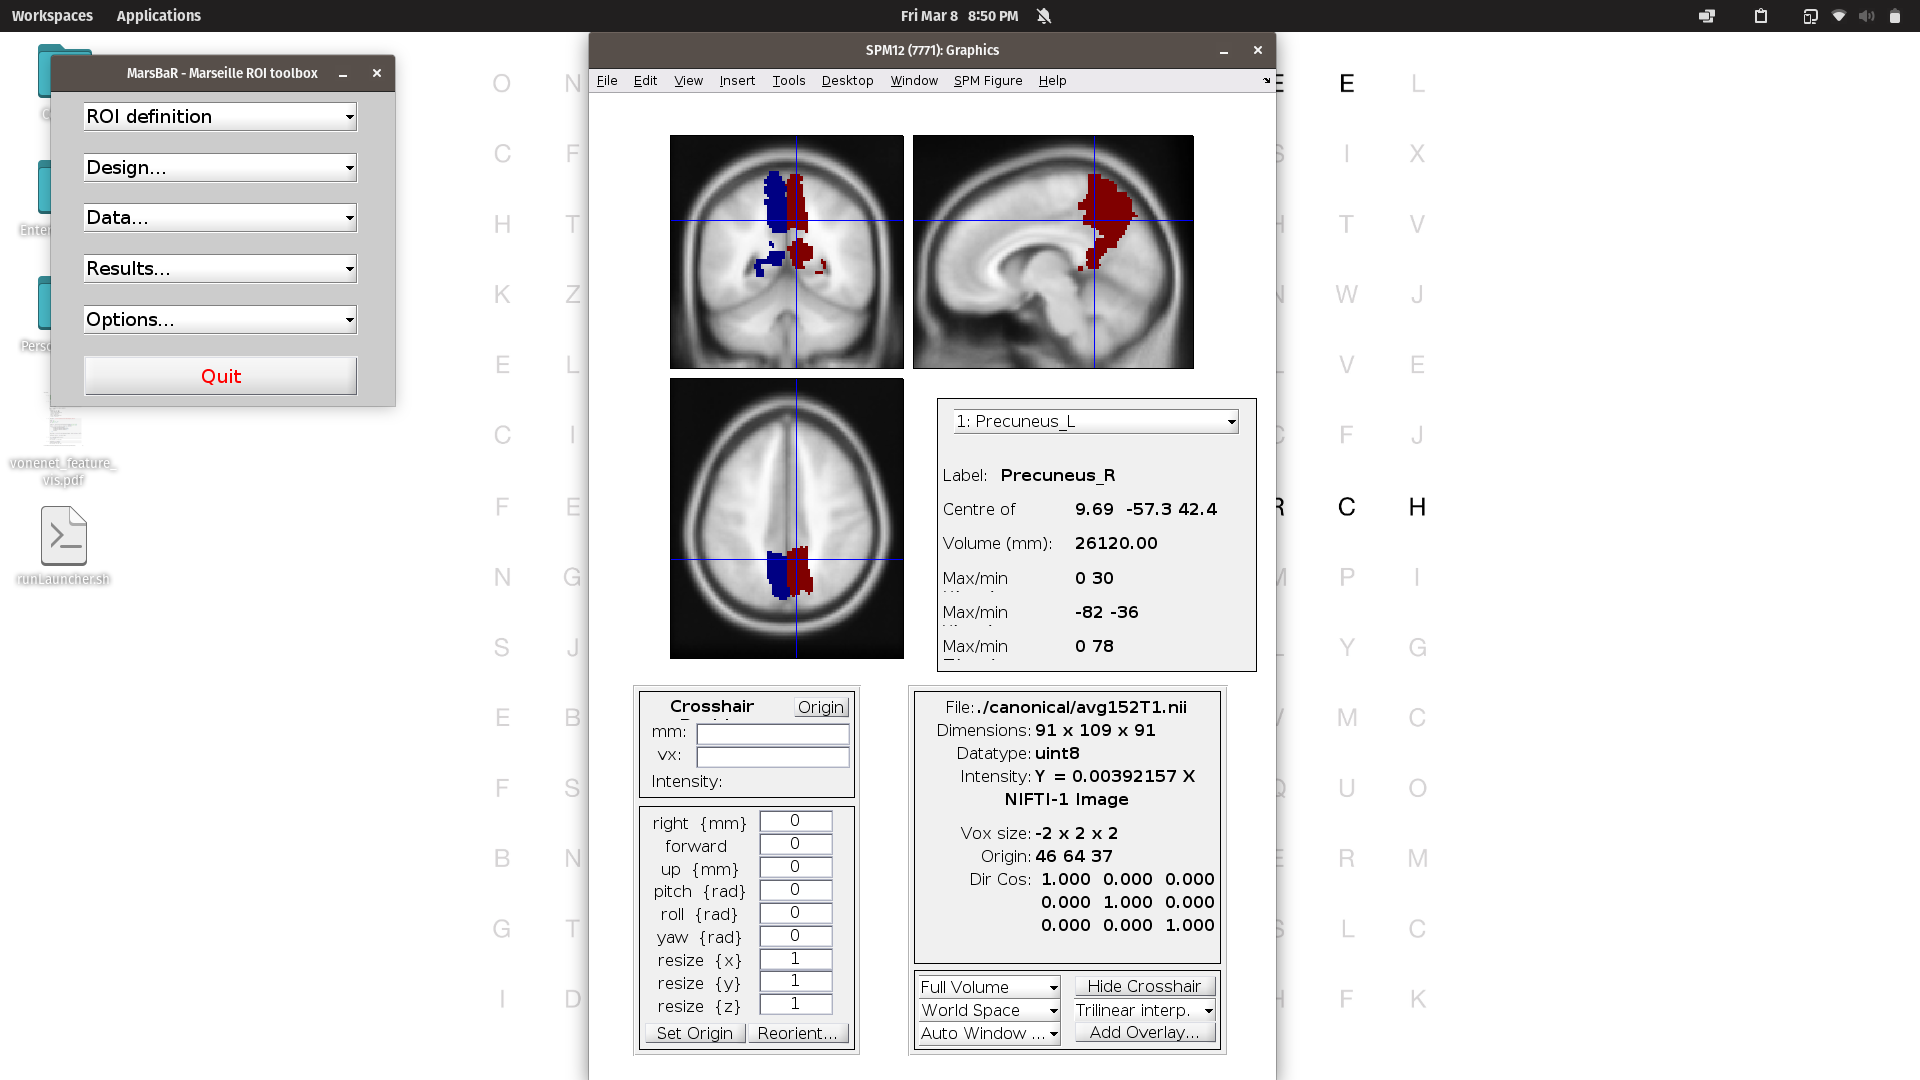 Workspaces Applications
Fri Mar 8 8:50 PM
MarsBaR - Marseille ROI toolbox
ROI definition
Design...
Data...
Results...
Options...
Quit
vonenet_feature_
vis.pdf
runLauncher.sh
SPM12 (7771): Graphics
File Edit View Insert Tools Desktop Window SPM Figure Help
1: Precuneus_L
Label: Precuneus_R
Centre of 9.69 -57.3 42.4
Volume (mm): 26120.00
Max/min 0 30
Max/min -82 -36
Max/min 0 78
Crosshair
Origin
mm:
vx:
Intensity:
right {mm} 0
forward 0
up {mm} 0
pitch {rad} 0
roll {rad} 0
yaw {rad} 0
resize {x} 1
resize {y} 1
resize {z} 1
Set Origin Reorient...
File: ./canonical/avg152T1.nii
Dimensions: 91 x 109 x 91
Datatype: uint8
Intensity: Y = 0.00392157 X
NIFTI-1 Image
Vox size: -2 x 2 x 2
Origin: 46 64 37
Dir Cos: 1.000 0.000 0.000
0.000 1.000 0.000
0.000 0.000 1.000
Full Volume Hide Crosshair
World Space Trilinear interp.
Auto Window ... Add Overlay...
O N E E L
C F S I X
H T H T V
K Z N W J
E L L V E
C I C F J
F E R C H
N G M P I
S J L Y G
E B V M C
F S Q U O
B N E R M
G T S L C
I D H F K